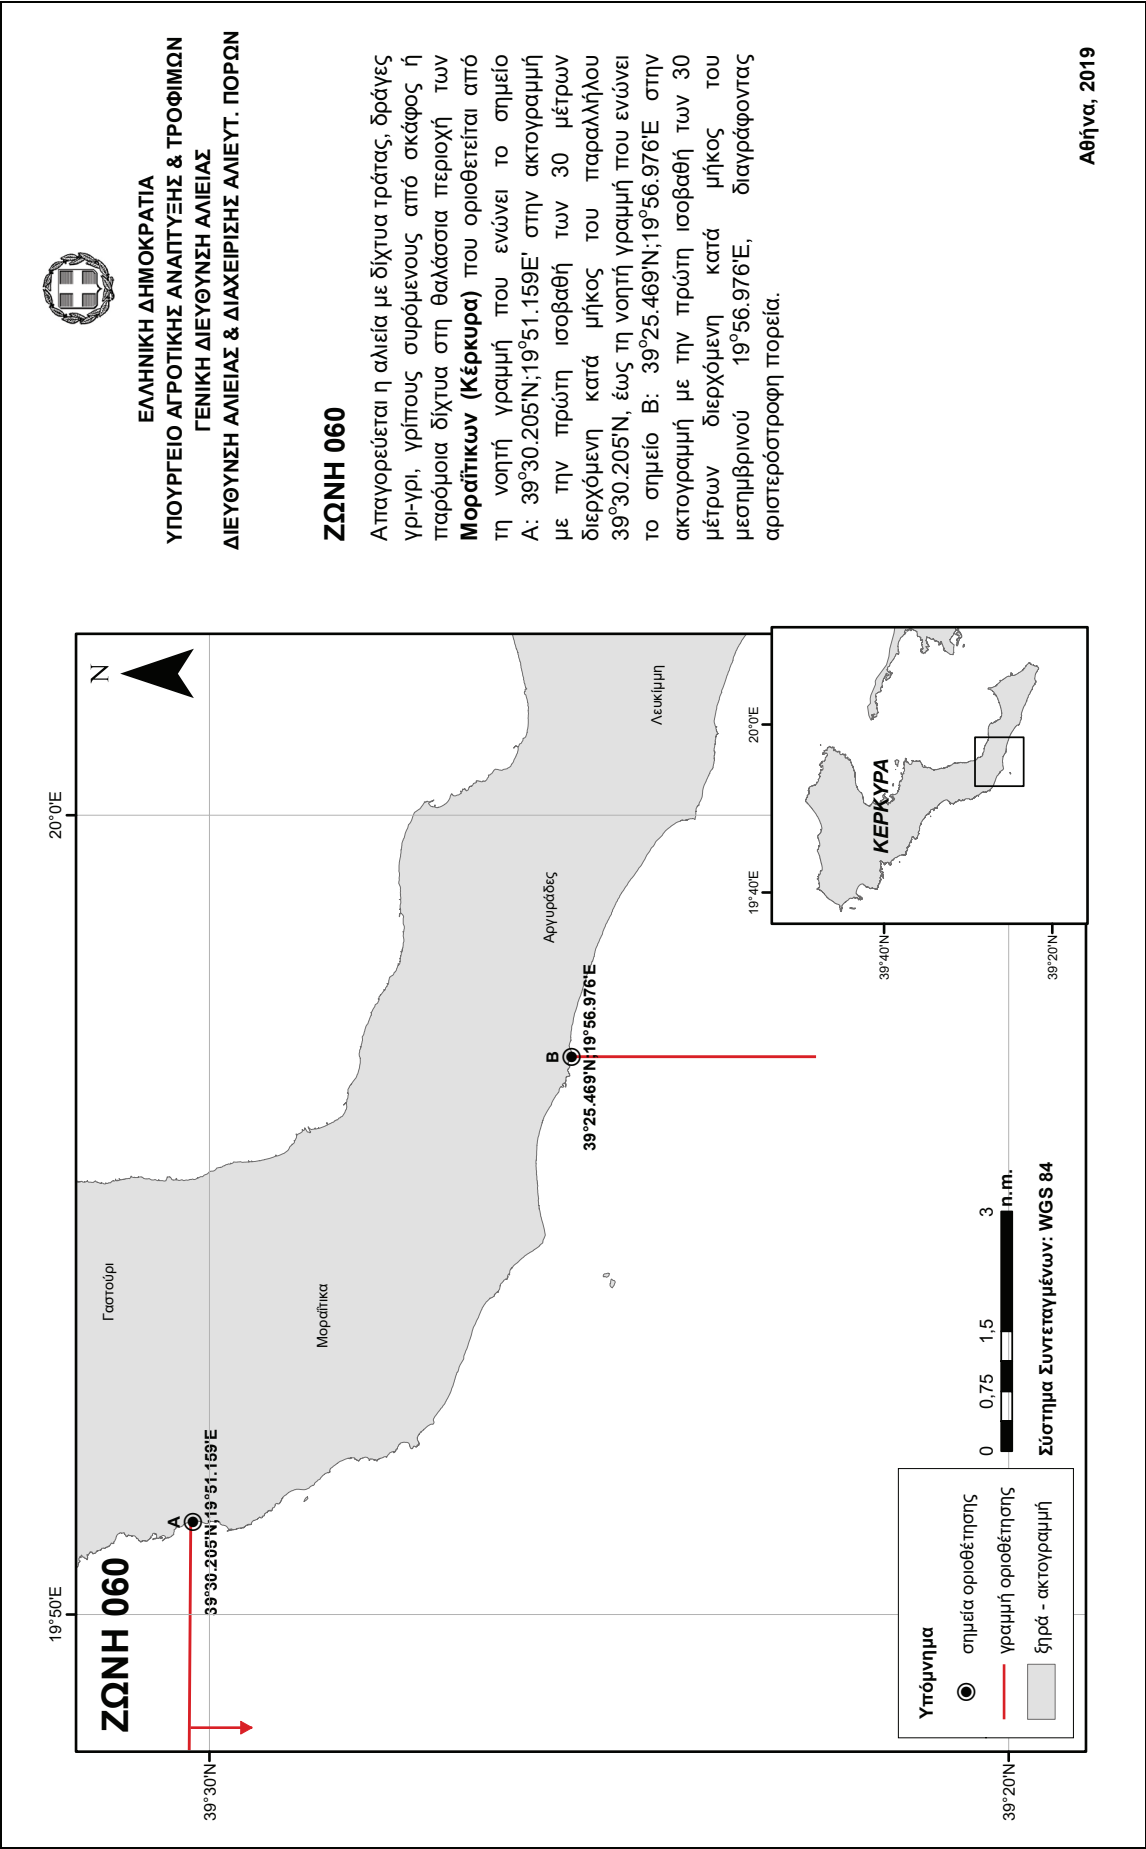 ΕΛΛΗΝΙΚΗ ΔΗΜΟΚΡΑΤΙΑ
ΥΠΟΥΡΓΕΙΟ ΑΓΡΟΤΙΚΗΣ ΑΝΑΠΤΥΞΗΣ & ΤΡΟΦΙΜΩΝ
ΓΕΝΙΚΗ ΔΙΕΥΘΥΝΣΗ ΑΛΙΕΙΑΣ
ΔΙΕΥΘΥΝΣΗ ΑΛΙΕΙΑΣ & ΔΙΑΧΕΙΡΙΣΗΣ ΑΛΙΕΥΤ. ΠΟΡΩΝ
ΖΩΝΗ 060
Απαγορεύεται η αλιεία με δίχτυα τράτας, δράγες
γρι-γρι, γρίπους συρόμενους από σκάφος ή
παρόμοια δίχτυα στη θαλάσσια περιοχή των
Μοραΐτικων (Κέρκυρα) που οριοθετείται από
τη νοητή γραμμή που ενώνει το σημείο
Α: 39°30.205'N;19°51.159E' στην ακτογραμμή
με την πρώτη ισοβαθή των 30 μέτρων
διερχόμενη κατά μήκος του παραλλήλου
39°30.205'N, έως τη νοητή γραμμή που ενώνει
το σημείο Β: 39°25.469'N;19°56.976'E στην
ακτογραμμή με την πρώτη ισοβαθή των 30
μέτρων διερχόμενη κατά μήκος του
μεσημβρινού 19°56.976'E, διαγράφοντας
αριστερόστροφη πορεία.
Αθήνα, 2019
19°50'E
20°0'E
ΖΩΝΗ 060
N
Γαστούρι
A
39°30.205'N;19°51.159'E
39°30'N
Μοραΐτικα
B
39°25.469'N;19°56.976'E
Αργυράδες
Λευκίμμη
39°20'N
19°40'E
20°0'E
ΚΕΡΚΥΡΑ
39°40'N
39°20'N
Υπόμνημα
σημεία οριοθέτησης
γραμμή οριοθέτησης
ξηρά - ακτογραμμή
0 0,75 1,5 3
n.m.
Σύστημα Συντεταγμένων: WGS 84